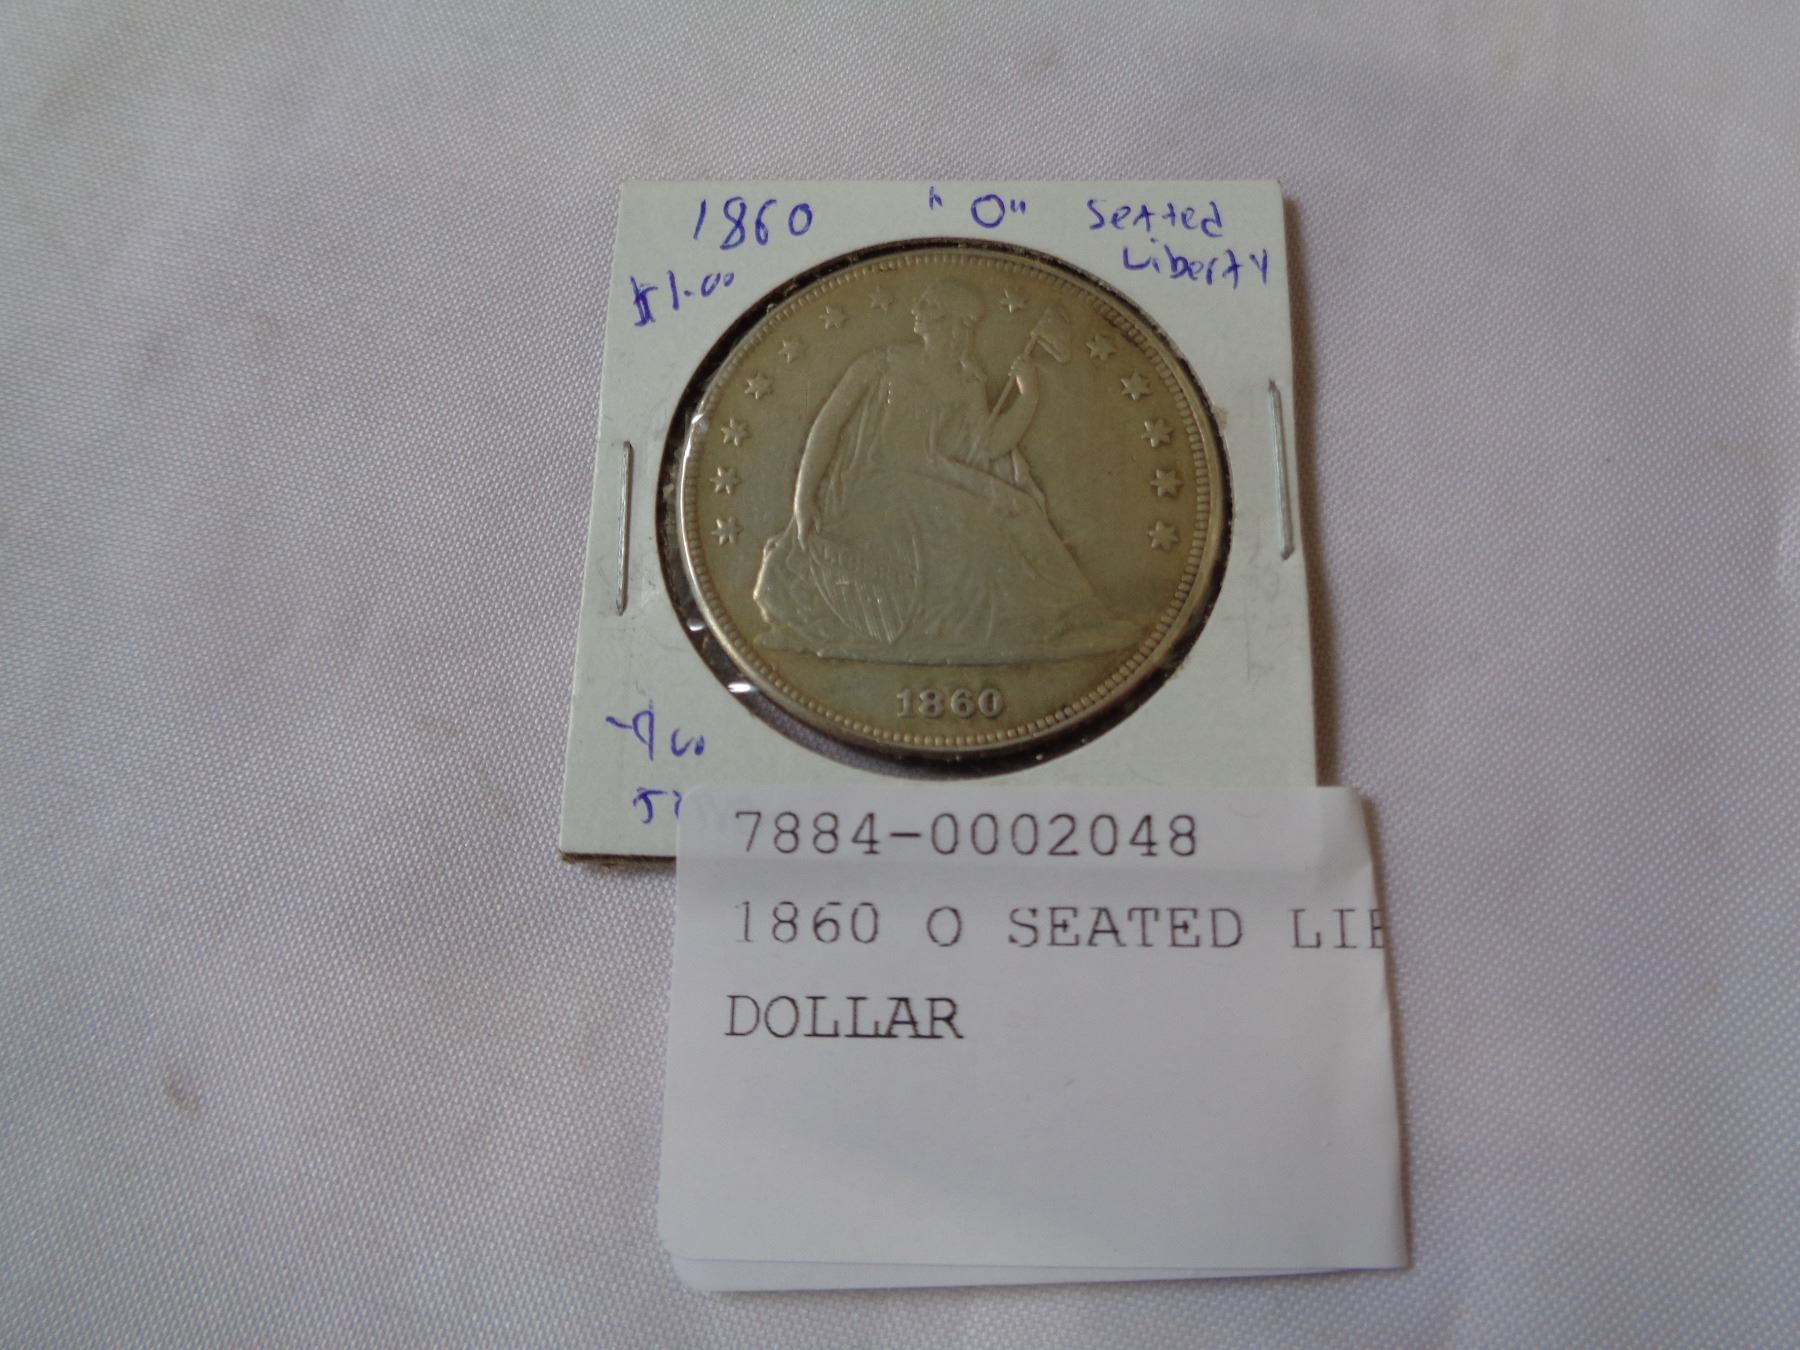 1860 "O" Seated
$1.00 Liberty
1860
7884-0002048
1860 O SEATED LI
DOLLAR